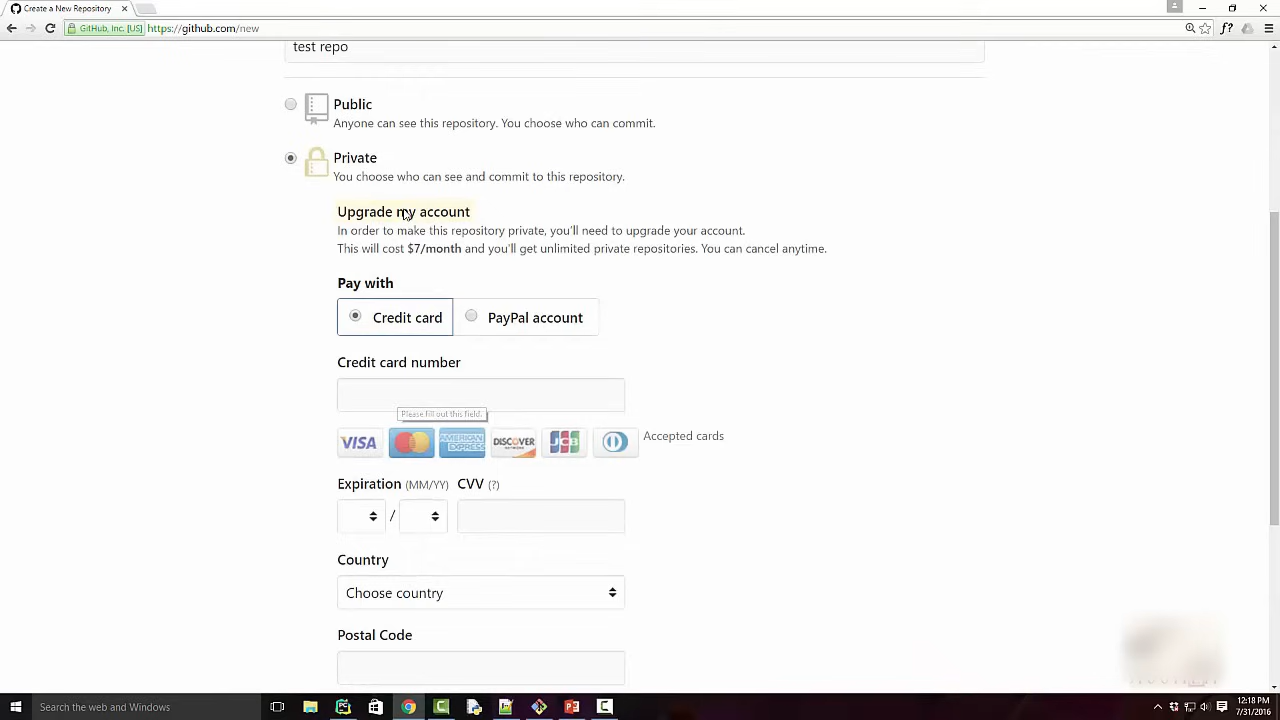 Create a New Repository
GitHub, Inc. [US] https://github.com/new
test repo
Public
Anyone can see this repository. You choose who can commit.
Private
You choose who can see and commit to this repository.
Upgrade my account
In order to make this repository private, you'll need to upgrade your account.
This will cost $7/month and you'll get unlimited private repositories. You can cancel anytime.
Pay with
Credit card PayPal account
Credit card number
Please fill out this field.
VISA AMERICAN EXPRESS DISCOVER JCB Accepted cards
Expiration (MM/YY) CVV (?)
/
Country
Choose country
Postal Code
Search the web and Windows
12:18 PM
7/31/2016